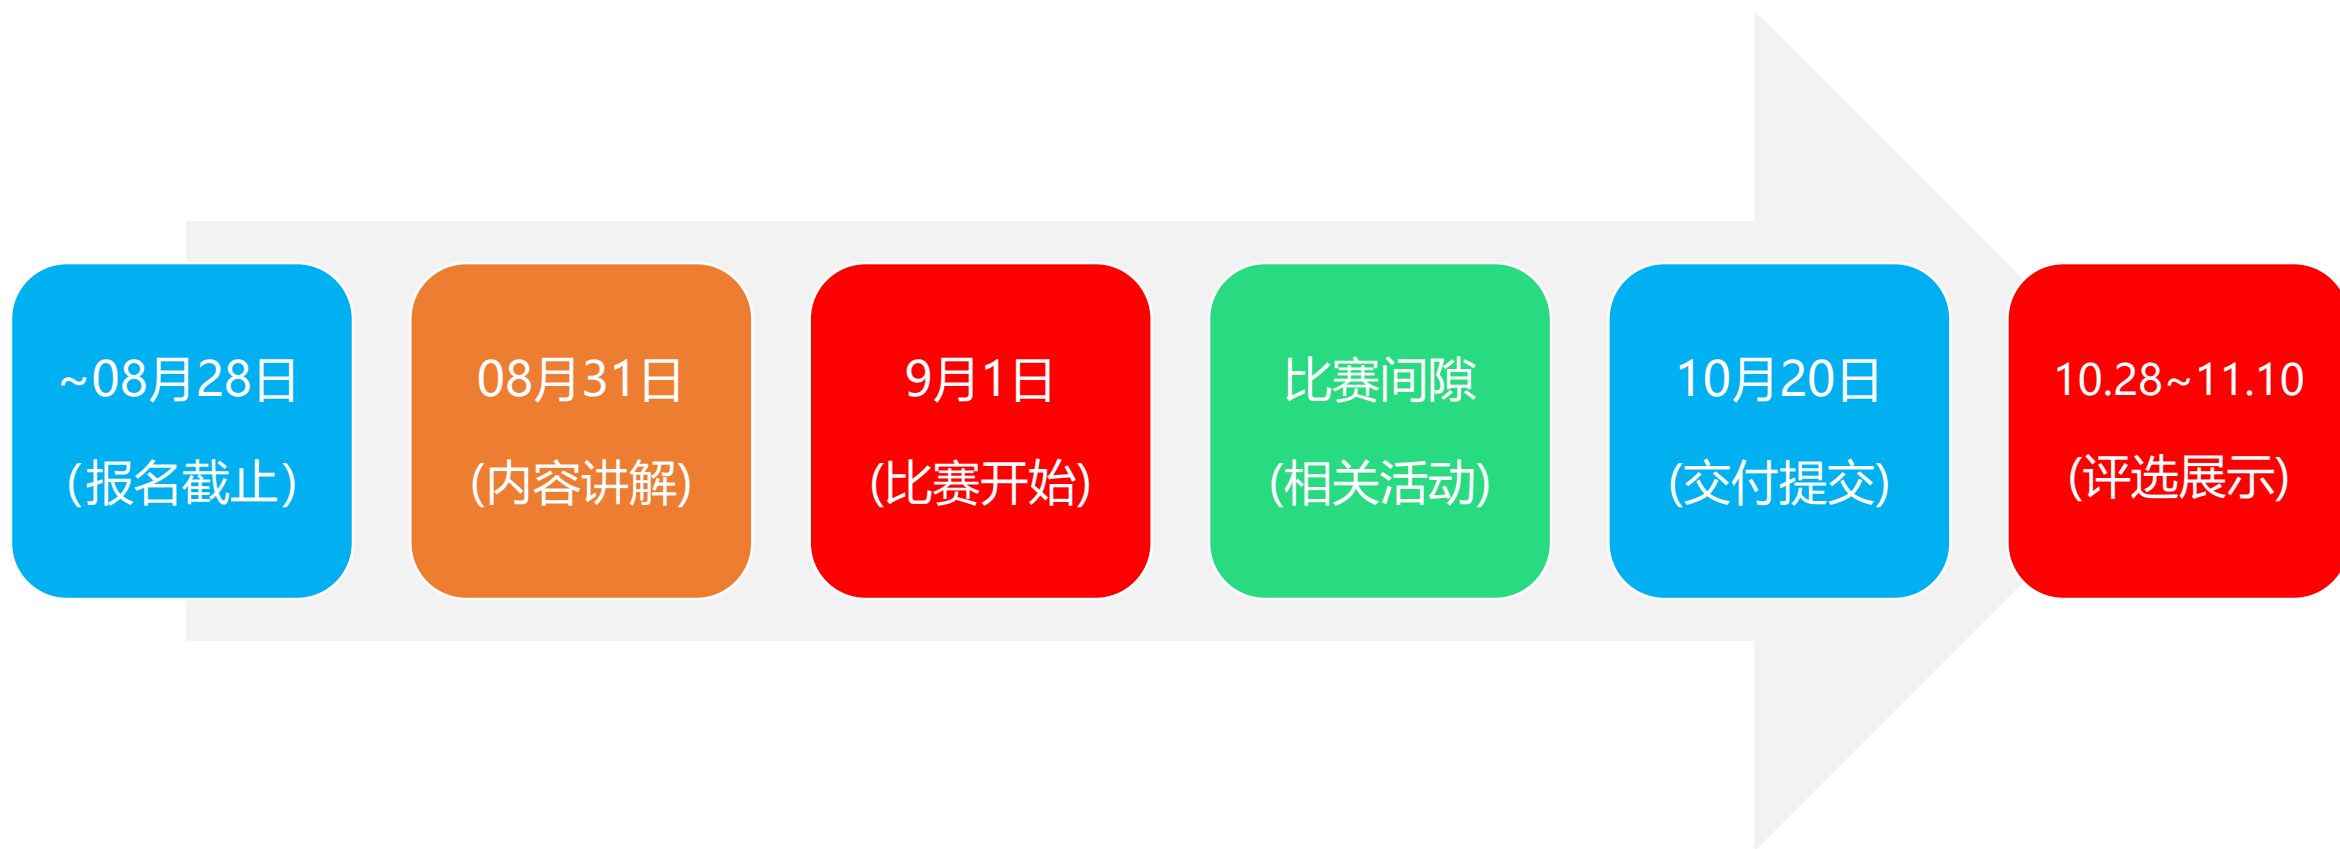 ~08月28日
(报名截止)
08月31日
(内容讲解)
9月1日
(比赛开始)
比赛间隙
(相关活动)
10月20日
(交付提交)
10.28~11.10
(评选展示)